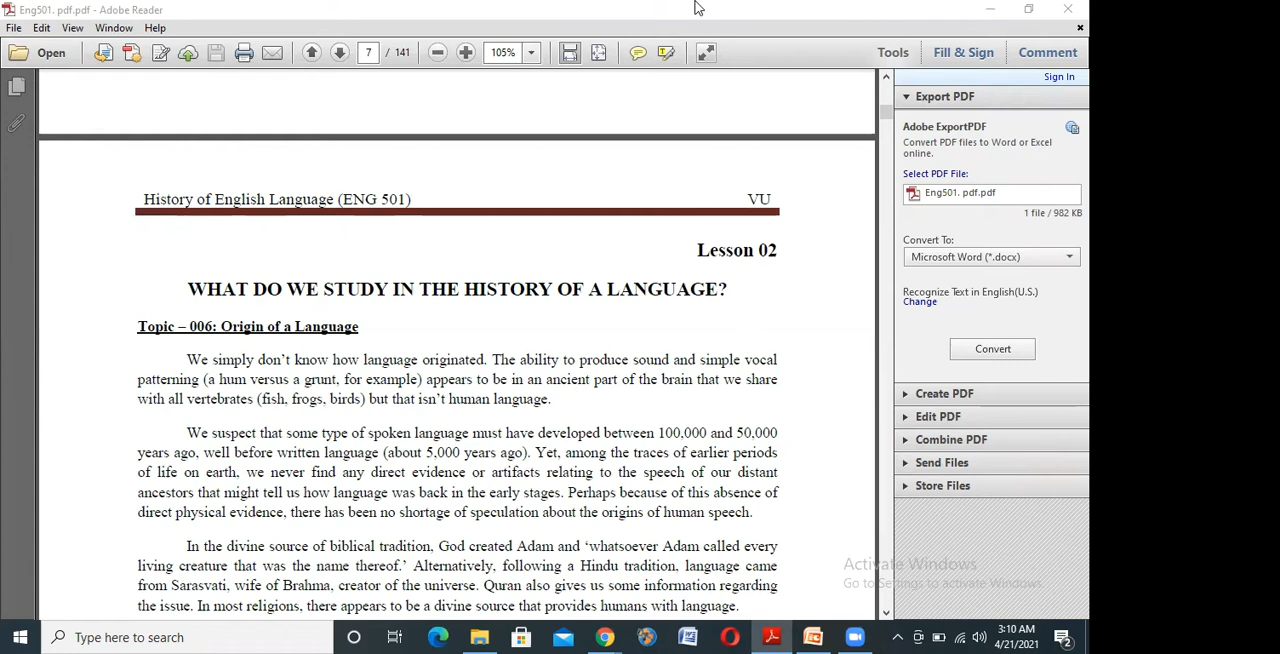 Eng501. pdf.pdf - Adobe Reader
File Edit View Window Help
Open 7 / 141 105% Tools Fill & Sign Comment
Sign In
Export PDF
Adobe ExportPDF
Convert PDF files to Word or Excel
online.
Select PDF File:
Eng501. pdf.pdf
1 file / 982 KB
Convert To:
Microsoft Word (*.docx)
Recognize Text in English(U.S.)
Change
Convert
Create PDF
Edit PDF
Combine PDF
Send Files
Store Files
History of English Language (ENG 501) VU
Lesson 02
WHAT DO WE STUDY IN THE HISTORY OF A LANGUAGE?
Topic – 006: Origin of a Language
We simply don’t know how language originated. The ability to produce sound and simple vocal
patterning (a hum versus a grunt, for example) appears to be in an ancient part of the brain that we share
with all vertebrates (fish, frogs, birds) but that isn’t human language.
We suspect that some type of spoken language must have developed between 100,000 and 50,000
years ago, well before written language (about 5,000 years ago). Yet, among the traces of earlier periods
of life on earth, we never find any direct evidence or artifacts relating to the speech of our distant
ancestors that might tell us how language was back in the early stages. Perhaps because of this absence of
direct physical evidence, there has been no shortage of speculation about the origins of human speech.
In the divine source of biblical tradition, God created Adam and ‘whatsoever Adam called every
living creature that was the name thereof.’ Alternatively, following a Hindu tradition, language came
from Sarasvati, wife of Brahma, creator of the universe. Quran also gives us some information regarding
the issue. In most religions, there appears to be a divine source that provides humans with language.
Activate Windows
Go to Settings to activate Windows.
Type here to search
3:10 AM
4/21/2021
2